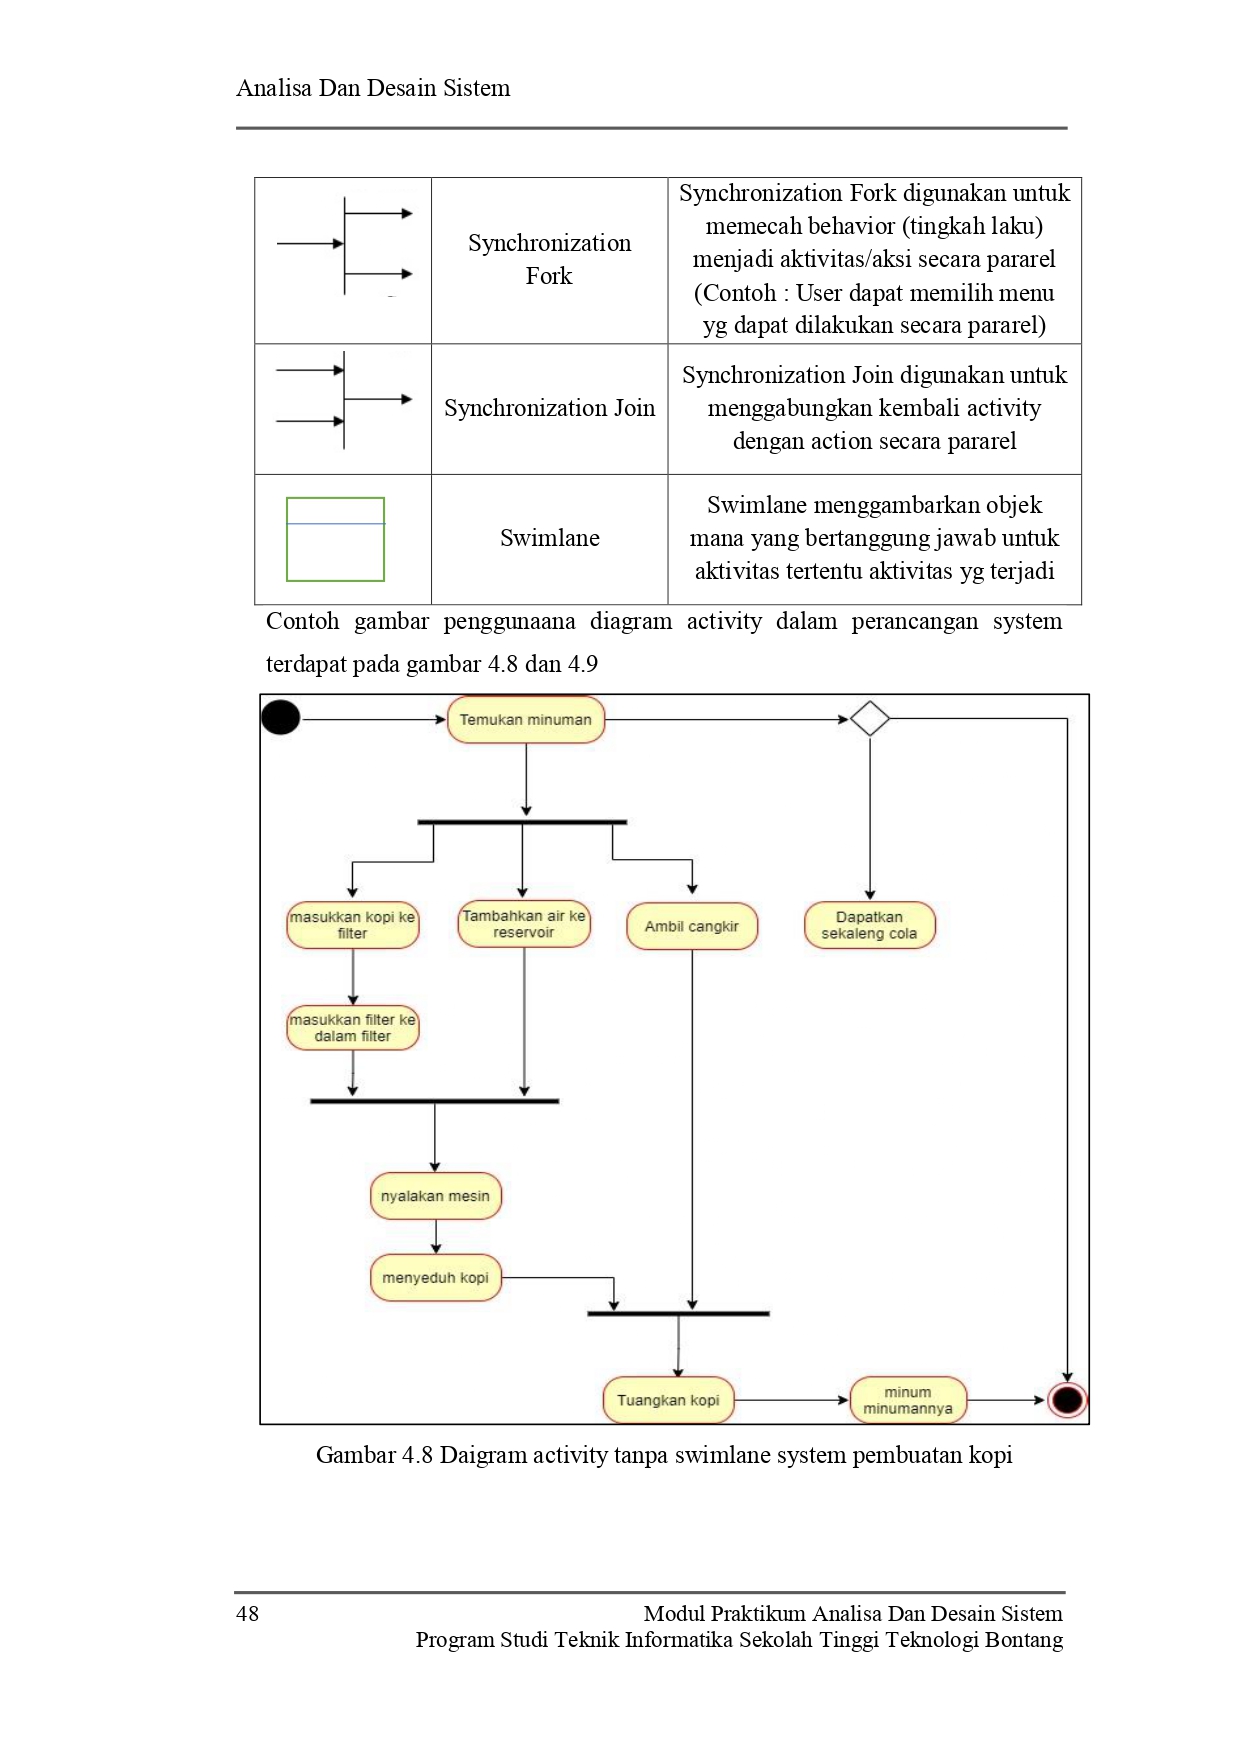 Analisa Dan Desain Sistem
Synchronization
Fork
Synchronization Fork digunakan untuk
memecah behavior (tingkah laku)
menjadi aktivitas/aksi secara pararel
(Contoh : User dapat memilih menu
yg dapat dilakukan secara pararel)
Synchronization Join
Synchronization Join digunakan untuk
menggabungkan kembali activity
dengan action secara pararel
Swimlane
Swimlane menggambarkan objek
mana yang bertanggung jawab untuk
aktivitas tertentu aktivitas yg terjadi
Contoh gambar penggunaana diagram activity dalam perancangan system
terdapat pada gambar 4.8 dan 4.9
Temukan minuman
masukkan kopi ke
filter
Tambahkan air ke
reservoir
Ambil cangkir
Dapatkan
sekaleng cola
masukkan filter ke
dalam filter
nyalakan mesin
menyeduh kopi
Tuangkan kopi
minum
minumannya
Gambar 4.8 Daigram activity tanpa swimlane system pembuatan kopi
48
Modul Praktikum Analisa Dan Desain Sistem
Program Studi Teknik Informatika Sekolah Tinggi Teknologi Bontang